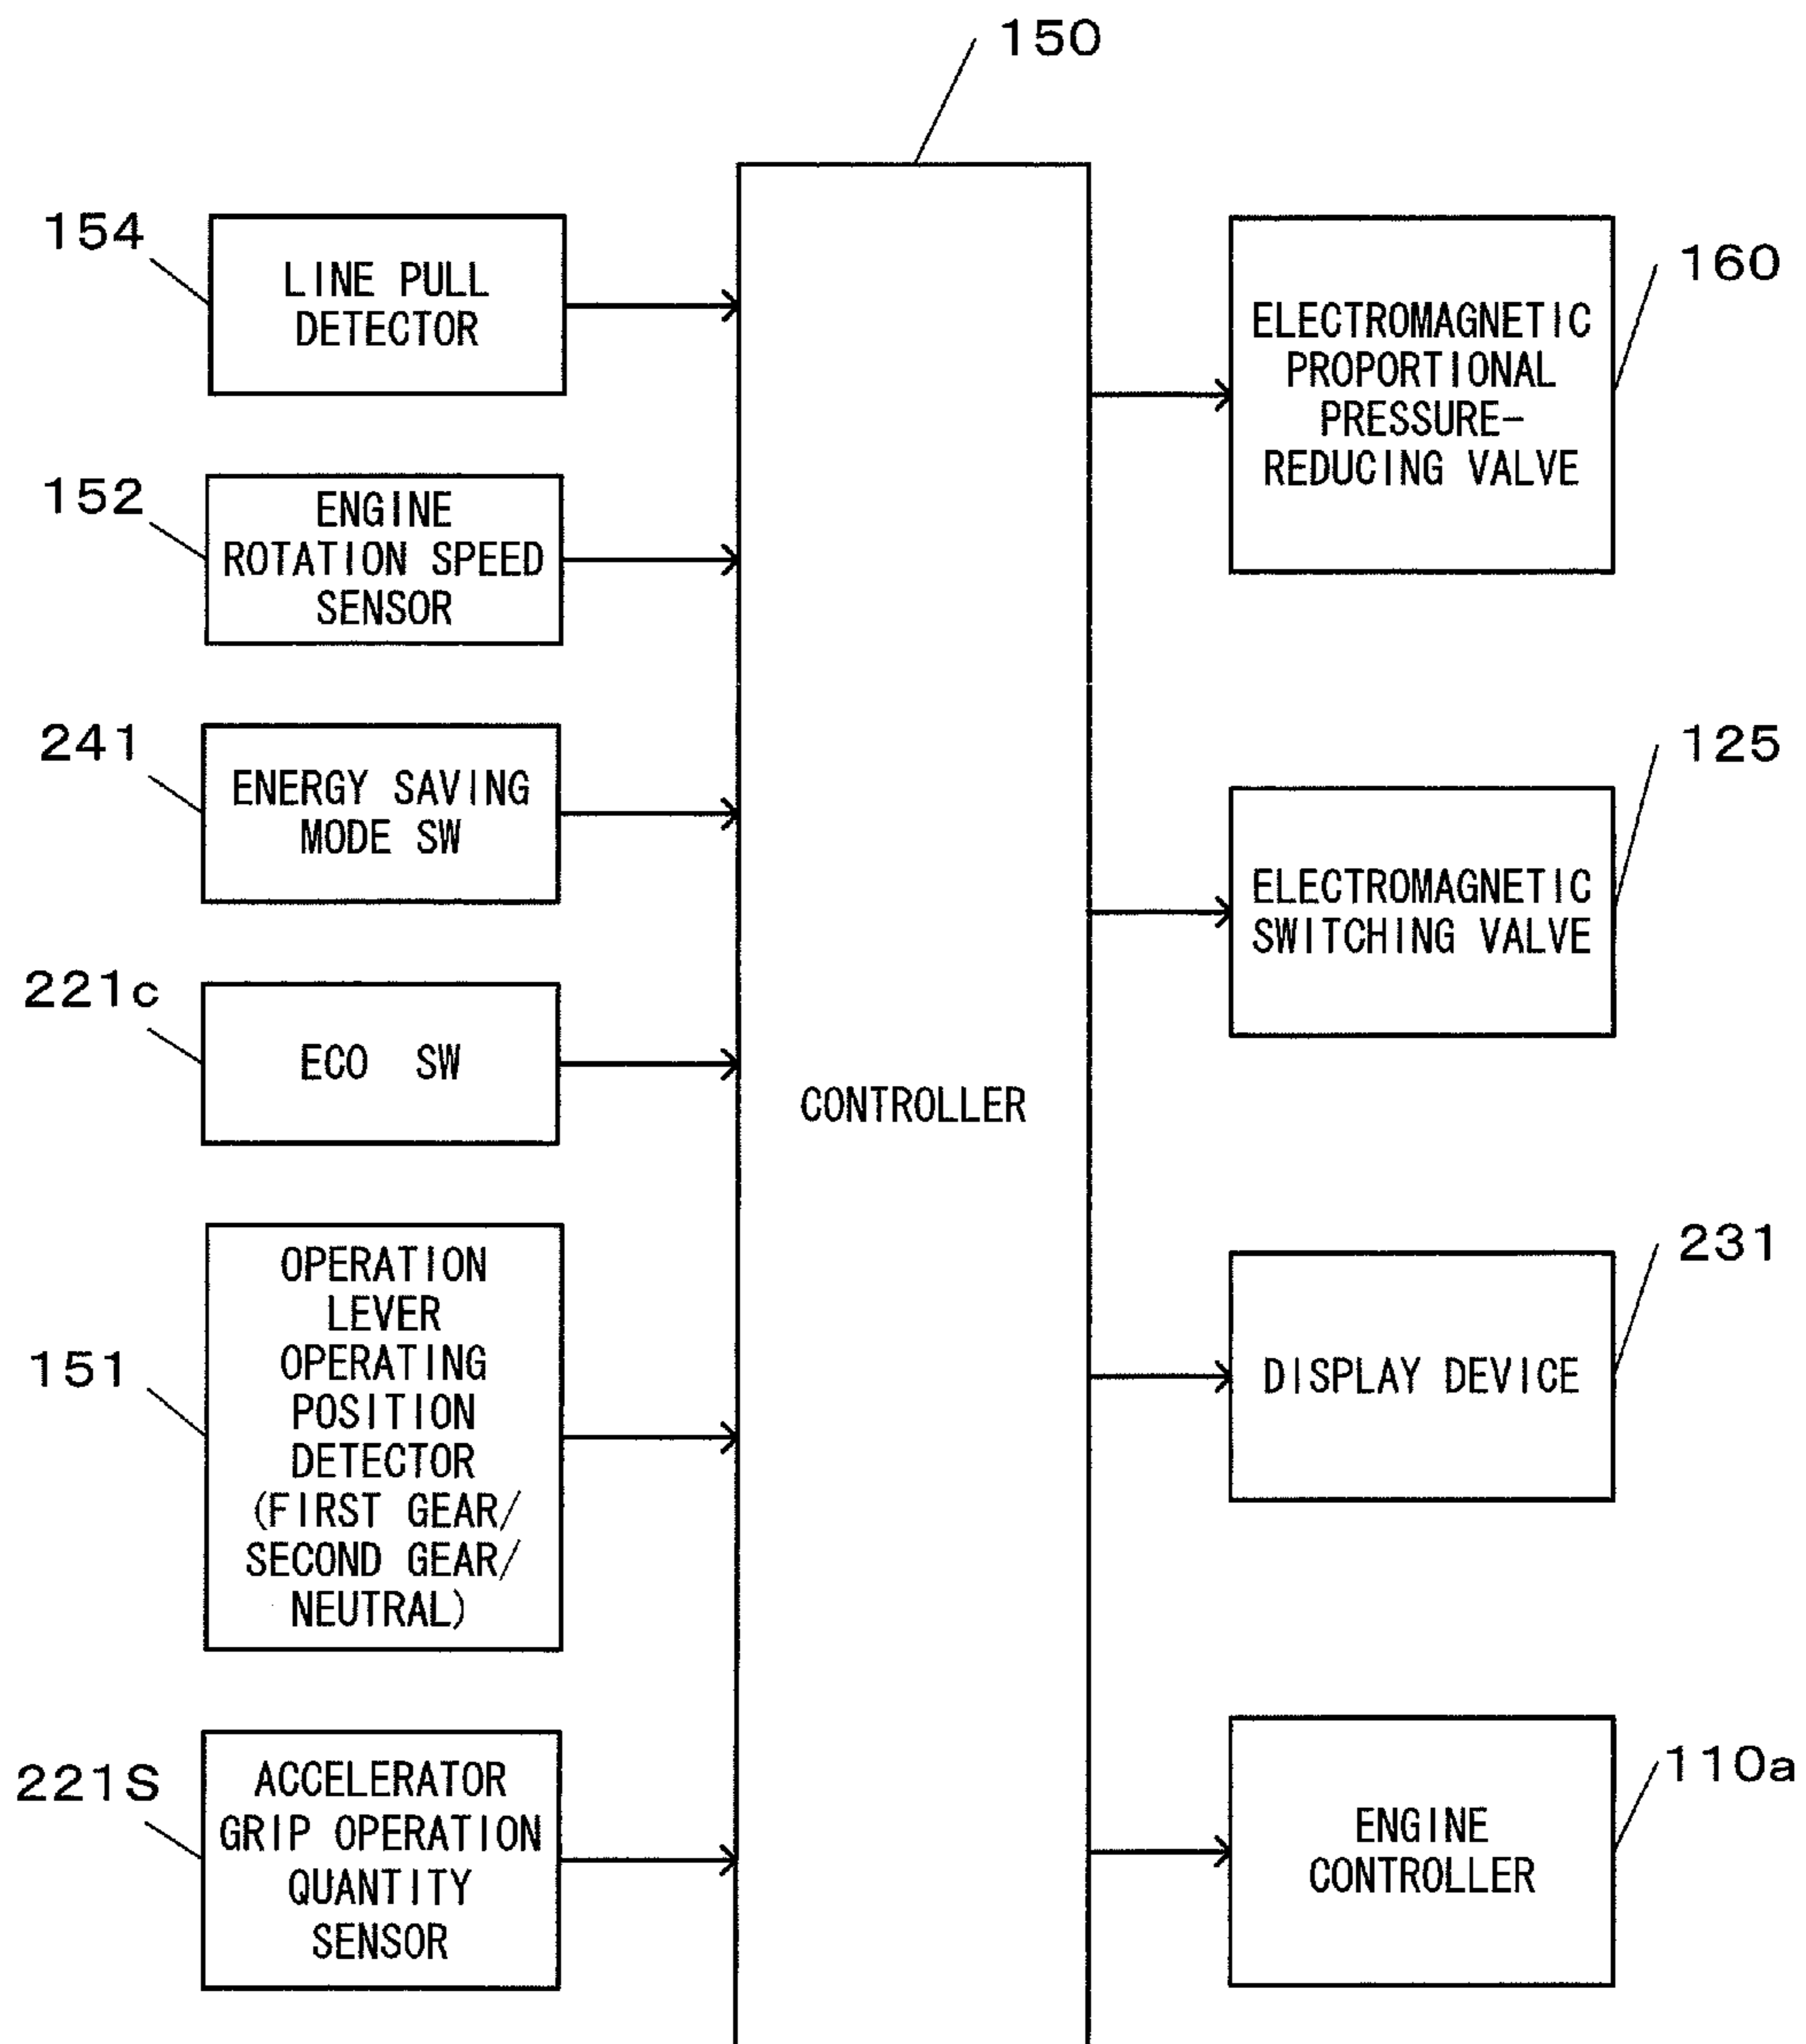 150
154
LINE PULL
DETECTOR
152
ENGINE
ROTATION SPEED
SENSOR
241
ENERGY SAVING
MODE SW
221c
ECO SW
151
OPERATION
LEVER
OPERATING
POSITION
DETECTOR
(FIRST GEAR/
SECOND GEAR/
NEUTRAL)
221S
ACCELERATOR
GRIP OPERATION
QUANTITY
SENSOR
CONTROLLER
160
ELECTROMAGNETIC
PROPORTIONAL
PRESSURE-
REDUCING VALVE
125
ELECTROMAGNETIC
SWITCHING VALVE
231
DISPLAY DEVICE
110a
ENGINE
CONTROLLER